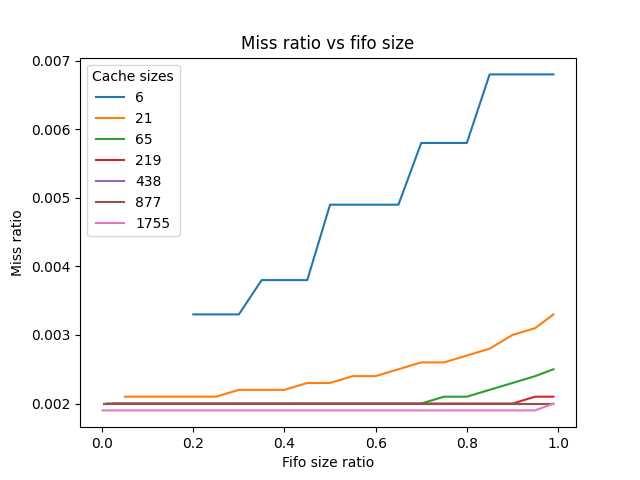 Miss ratio vs fifo size
0.007
0.006
0.005
0.004
0.003
0.002
Miss ratio
Cache sizes
6
21
65
219
438
877
1755
0.0 0.2 0.4 0.6 0.8 1.0
Fifo size ratio